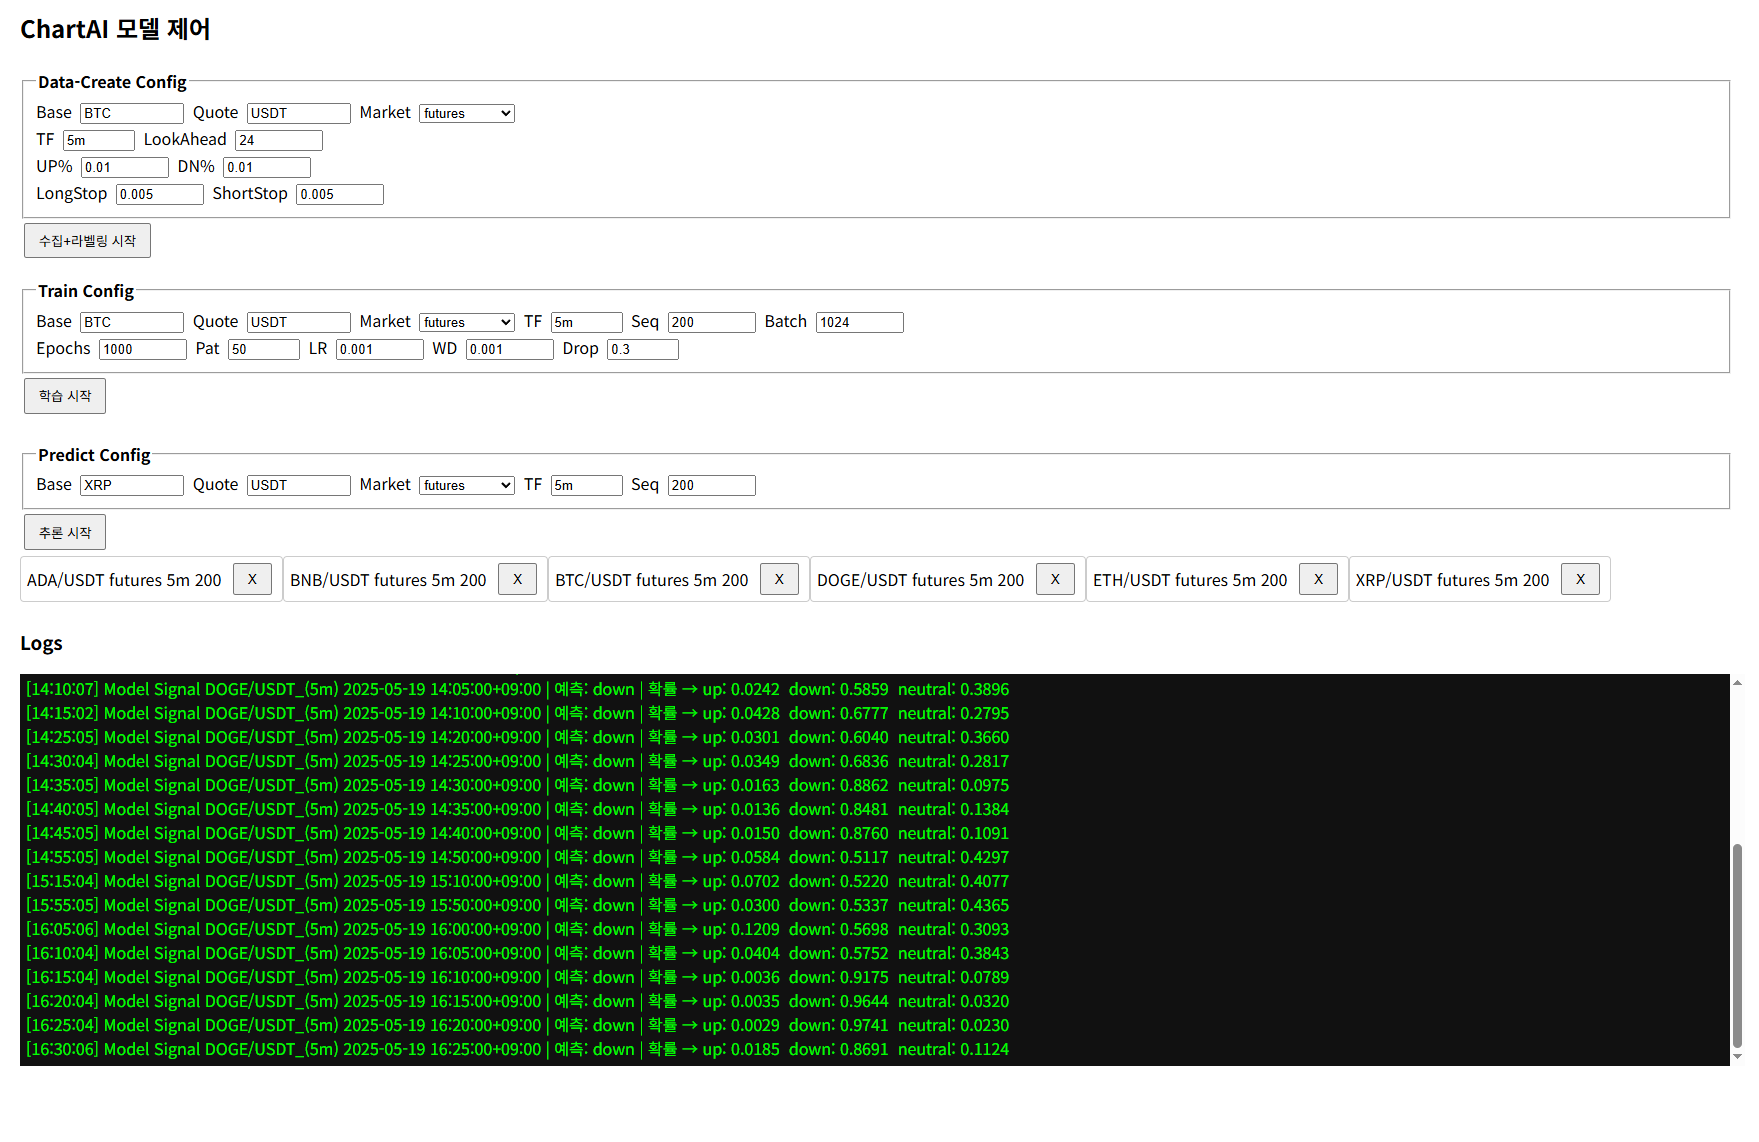 ChartAI 모델 제어
Data-Create Config
Base BTC Quote USDT Market futures
TF 5m LookAhead 24
UP% 0.01 DN% 0.01
LongStop 0.005 ShortStop 0.005
수집+라벨링 시작
Train Config
Base BTC Quote USDT Market futures TF 5m Seq 200 Batch 1024
Epochs 1000 Pat 50 LR 0.001 WD 0.001 Drop 0.3
학습 시작
Predict Config
Base XRP Quote USDT Market futures TF 5m Seq 200
추론 시작
ADA/USDT futures 5m 200 X BNB/USDT futures 5m 200 X BTC/USDT futures 5m 200 X DOGE/USDT futures 5m 200 X ETH/USDT futures 5m 200 X XRP/USDT futures 5m 200 X
Logs
[14:10:07] Model Signal DOGE/USDT_(5m) 2025-05-19 14:05:00+09:00 | 예측: down | 확률 → up: 0.0242 down: 0.5859 neutral: 0.3896
[14:15:02] Model Signal DOGE/USDT_(5m) 2025-05-19 14:10:00+09:00 | 예측: down | 확률 → up: 0.0428 down: 0.6777 neutral: 0.2795
[14:25:05] Model Signal DOGE/USDT_(5m) 2025-05-19 14:20:00+09:00 | 예측: down | 확률 → up: 0.0301 down: 0.6040 neutral: 0.3660
[14:30:04] Model Signal DOGE/USDT_(5m) 2025-05-19 14:25:00+09:00 | 예측: down | 확률 → up: 0.0349 down: 0.6836 neutral: 0.2817
[14:35:05] Model Signal DOGE/USDT_(5m) 2025-05-19 14:30:00+09:00 | 예측: down | 확률 → up: 0.0163 down: 0.8862 neutral: 0.0975
[14:40:05] Model Signal DOGE/USDT_(5m) 2025-05-19 14:35:00+09:00 | 예측: down | 확률 → up: 0.0136 down: 0.8481 neutral: 0.1384
[14:45:05] Model Signal DOGE/USDT_(5m) 2025-05-19 14:40:00+09:00 | 예측: down | 확률 → up: 0.0150 down: 0.8760 neutral: 0.1091
[14:55:05] Model Signal DOGE/USDT_(5m) 2025-05-19 14:50:00+09:00 | 예측: down | 확률 → up: 0.0584 down: 0.5117 neutral: 0.4297
[15:15:04] Model Signal DOGE/USDT_(5m) 2025-05-19 15:10:00+09:00 | 예측: down | 확률 → up: 0.0702 down: 0.5220 neutral: 0.4077
[15:55:05] Model Signal DOGE/USDT_(5m) 2025-05-19 15:50:00+09:00 | 예측: down | 확률 → up: 0.0300 down: 0.5337 neutral: 0.4365
[16:05:06] Model Signal DOGE/USDT_(5m) 2025-05-19 16:00:00+09:00 | 예측: down | 확률 → up: 0.1209 down: 0.5698 neutral: 0.3093
[16:10:04] Model Signal DOGE/USDT_(5m) 2025-05-19 16:05:00+09:00 | 예측: down | 확률 → up: 0.0404 down: 0.5752 neutral: 0.3843
[16:15:04] Model Signal DOGE/USDT_(5m) 2025-05-19 16:10:00+09:00 | 예측: down | 확률 → up: 0.0036 down: 0.9175 neutral: 0.0789
[16:20:04] Model Signal DOGE/USDT_(5m) 2025-05-19 16:15:00+09:00 | 예측: down | 확률 → up: 0.0035 down: 0.9644 neutral: 0.0320
[16:25:04] Model Signal DOGE/USDT_(5m) 2025-05-19 16:20:00+09:00 | 예측: down | 확률 → up: 0.0029 down: 0.9741 neutral: 0.0230
[16:30:06] Model Signal DOGE/USDT_(5m) 2025-05-19 16:25:00+09:00 | 예측: down | 확률 → up: 0.0185 down: 0.8691 neutral: 0.1124